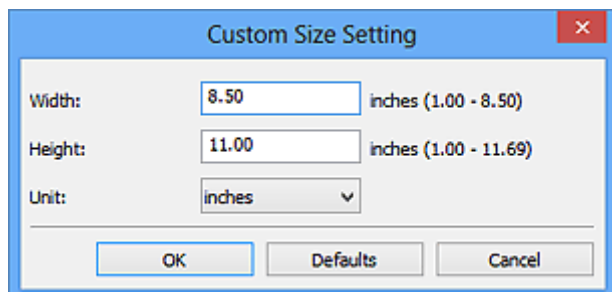 Custom Size Setting
Width: 8.50 inches (1.00 - 8.50)
Height: 11.00 inches (1.00 - 11.69)
Unit: inches
OK Defaults Cancel